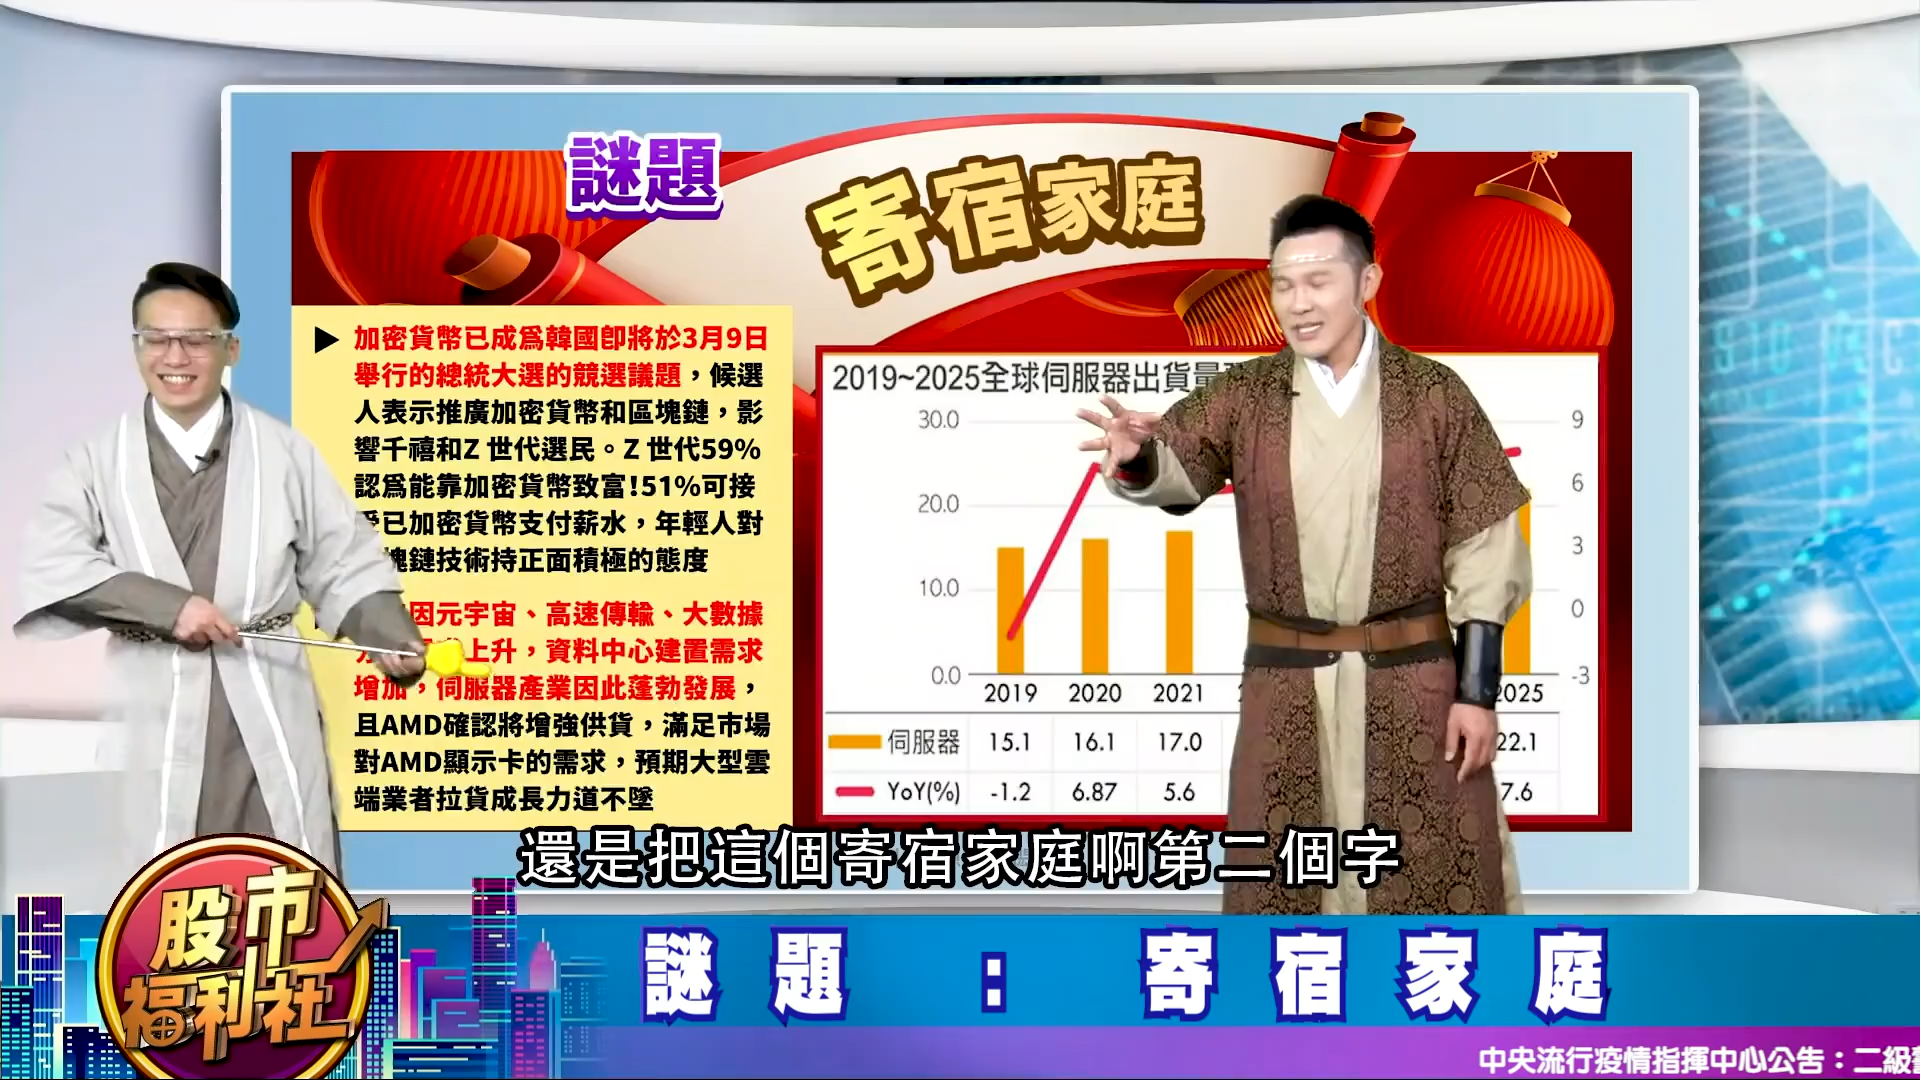 謎題
寄宿家庭
▶ 加密貨幣已成為韓國即將於3月9日
舉行的總統大選的競選議題，候選
人表示推廣加密貨幣和區塊鏈，影
響千禧和Z 世代選民。Z 世代59%
認為能靠加密貨幣致富!51%可接
已加密貨幣支付薪水，年輕人對
塊鏈技術持正面積極的態度
因元宇宙、高速傳輸、大數據
上升，資料中心建置需求
增加，伺服器產業因此蓬勃發展，
且AMD確認將增強供貨，滿足市場
對AMD顯示卡的需求，預期大型雲
端業者拉貨成長力道不墜
2019~2025全球伺服器出貨量
30.0
20.0
10.0
0.0
9
6
3
0
-3
2019 2020 2021 2025
伺服器 15.1 16.1 17.0 22.1
YoY(%) -1.2 6.87 5.6 7.6
還是把這個寄宿家庭啊第二個字
股市
福利社
謎題：寄宿家庭
中央流行疫情指揮中心公告：二級